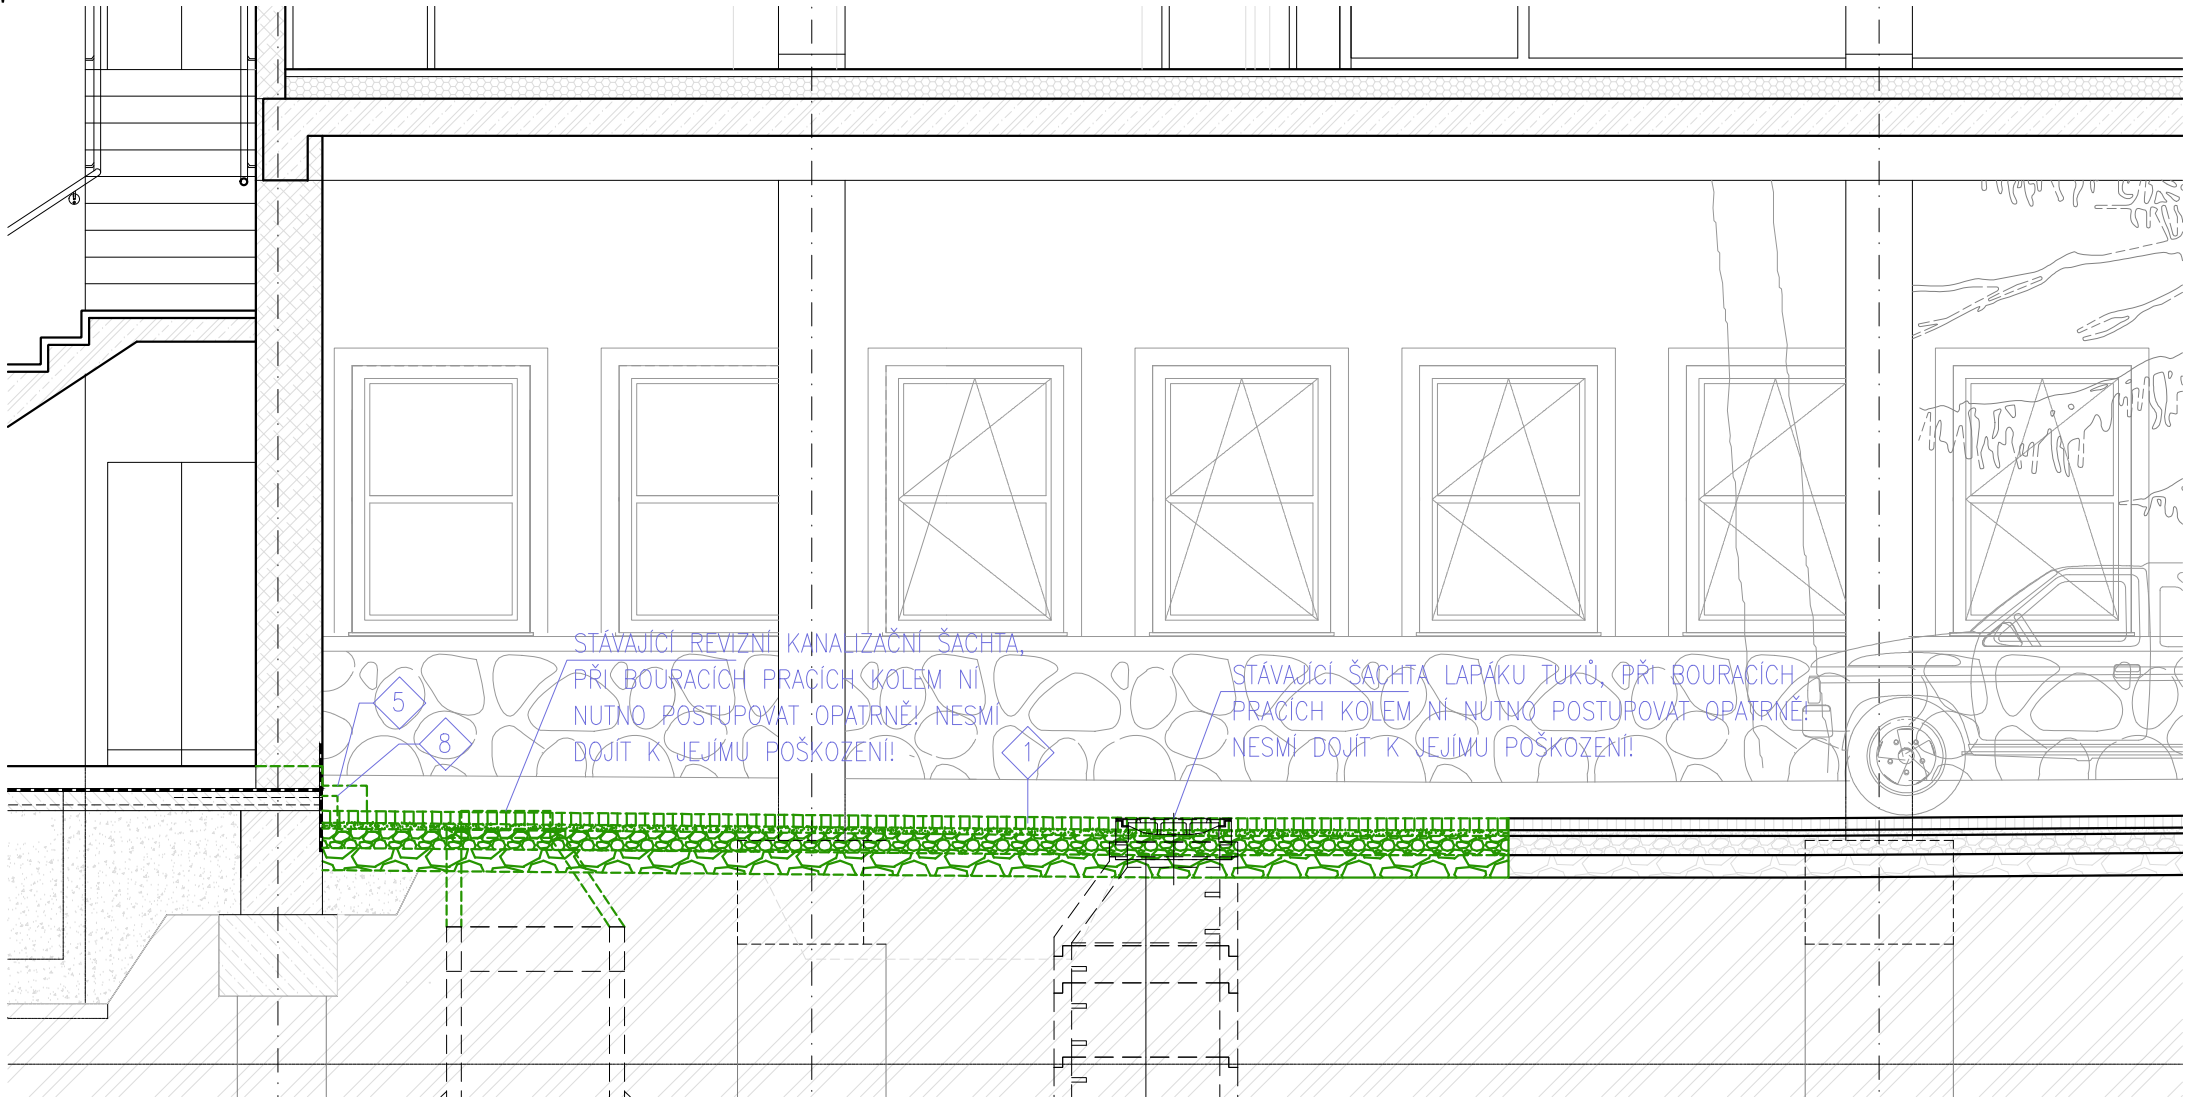 STÁVAJÍCÍ REVIZNÍ KANALIZAČNÍ ŠACHTA,
PŘI BOURACÍCH PRACÍCH KOLEM NÍ
NUTNO POSTUPOVAT OPATRNĚ! NESMÍ
DOJÍT K JEJÍMU POŠKOZENÍ!
STÁVAJÍCÍ ŠACHTA LAPÁKU TUKŮ, PŘI BOURACÍCH
PRACÍCH KOLEM NÍ NUTNO POSTUPOVAT OPATRNĚ!
NESMÍ DOJÍT K JEJÍMU POŠKOZENÍ!
5
8
1